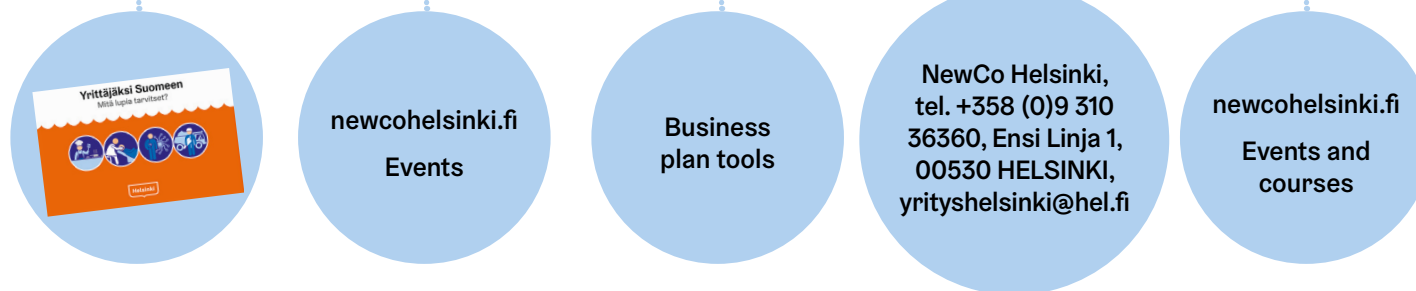 Yrittäjäksi Suomeen
Mitä lupia tarvitset?
Helsinki
newcohelsinki.fi
Events
Business
plan tools
NewCo Helsinki,
tel. +358 (0)9 310
36360, Ensi Linja 1,
00530 HELSINKI,
yrityshelsinki@hel.fi
newcohelsinki.fi
Events and
courses